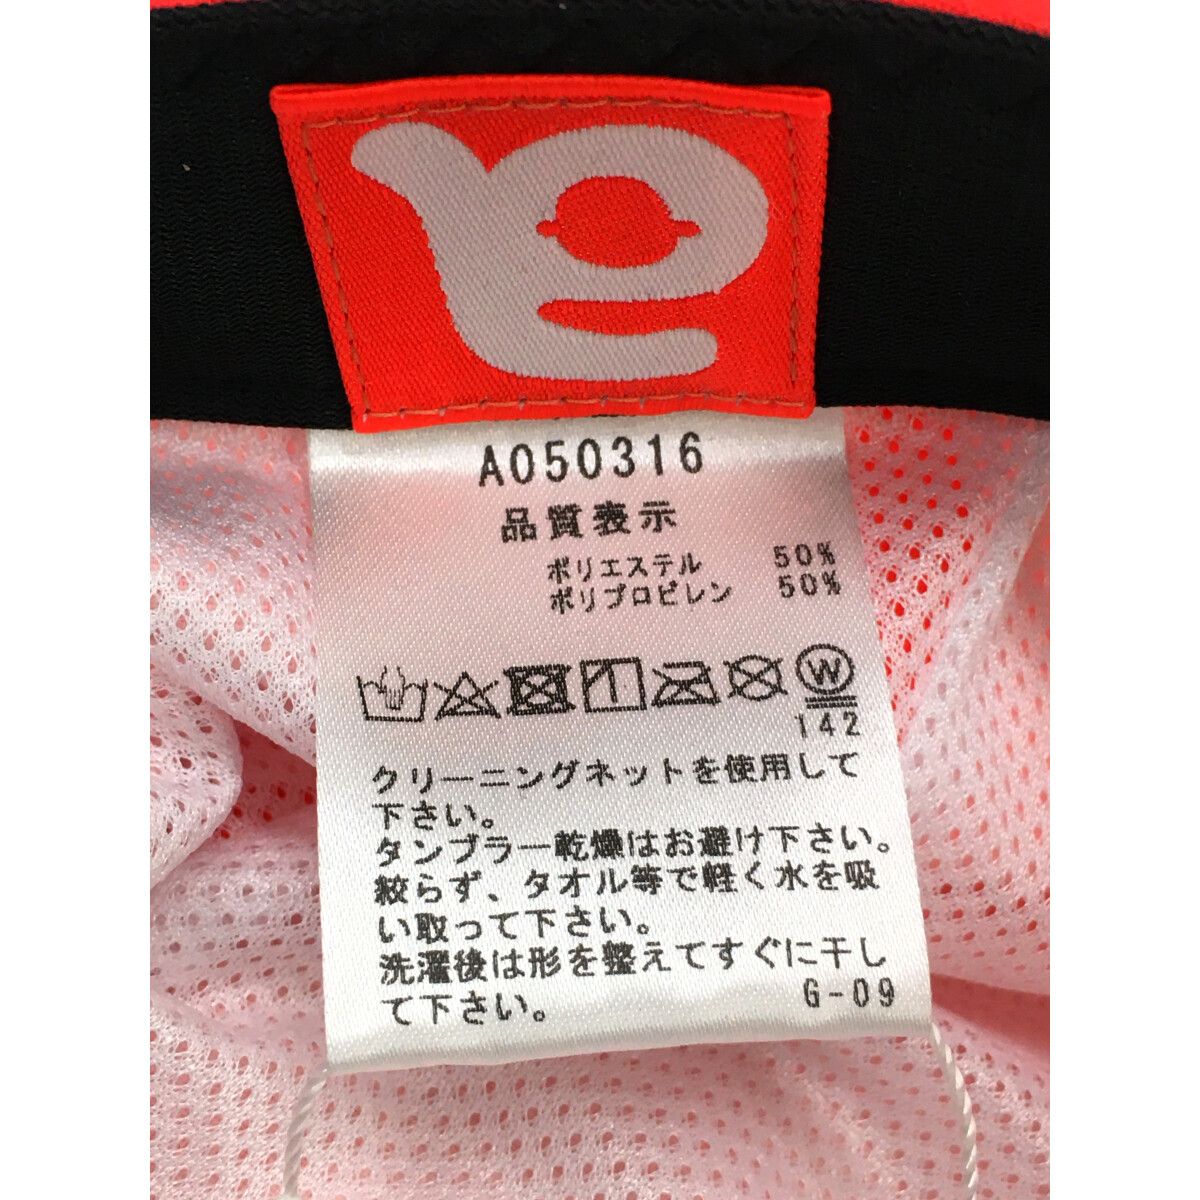 A050316
品質表示
ポリエステル 50%
ポリプロピレン 50%
W
142
クリーニングネットを使用して
下さい。
タンブラー乾燥はお避け下さい。
絞らず、タオル等で軽く水を吸
い取って下さい。
洗濯後は形を整えてすぐに干し
て下さい。 G-09